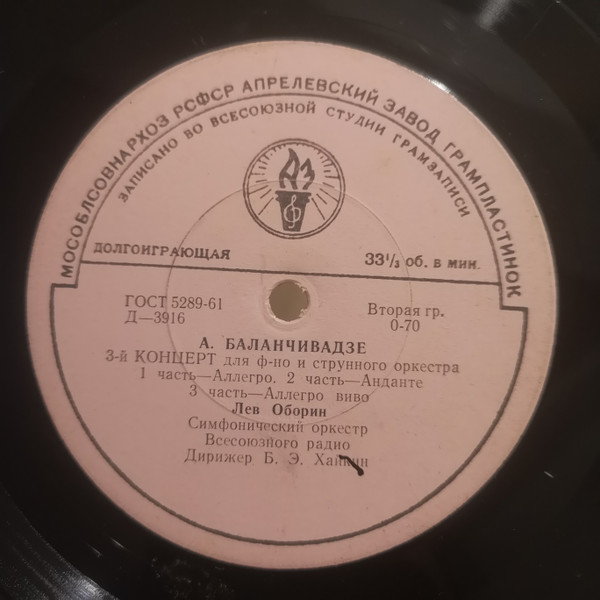 МОСОБЛСОВНАРХОЗ РСФСР АПРЕЛЕВСКИЙ ЗАВОД ГРАМПЛАСТИНОК
ЗАПИСАНО ВО ВСЕСОЮЗНОЙ СТУДИИ ГРАМЗАПИСИ
АЗ
ДОЛГОИГРАЮЩАЯ 33⅓ об. в мин.
ГОСТ 5289-61 Вторая гр.
Д—3916 0-70
А. БАЛАНЧИВАДЗЕ
3-й КОНЦЕРТ для ф-но и струнного оркестра
1 часть—Аллегро. 2 часть—Анданте
3 часть—Аллегро виво
Лев Оборин
Симфонический оркестр
Всесоюзного радио
Дирижер Б. Э. Хайкин